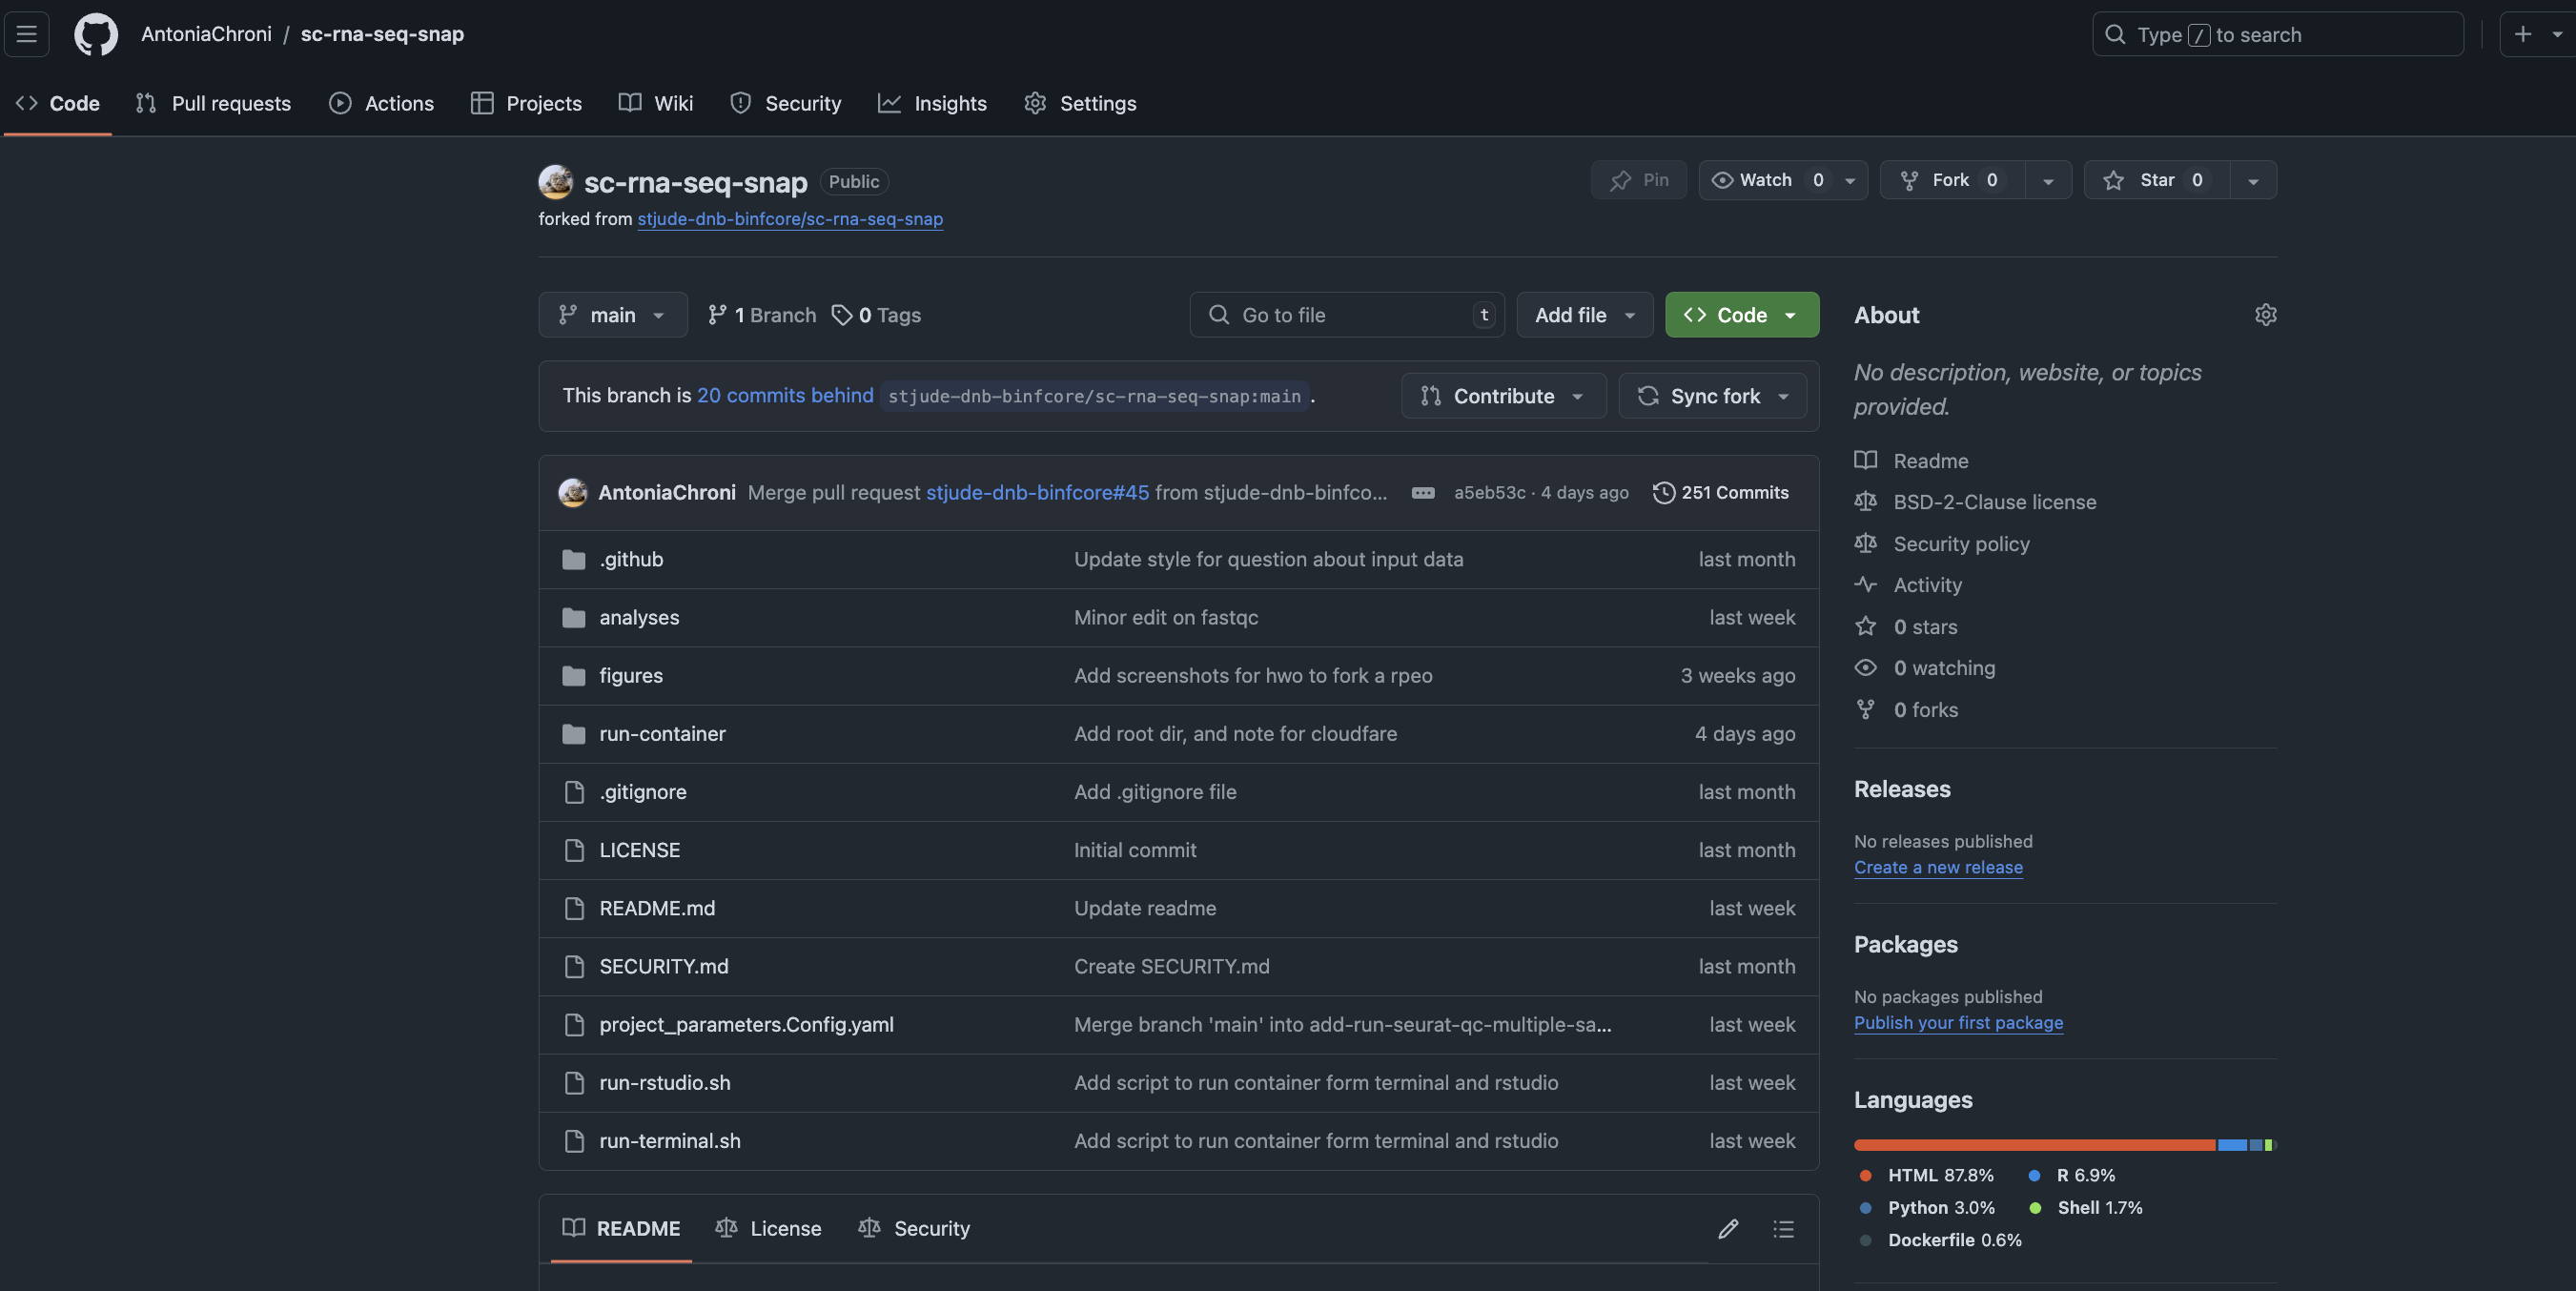 AntoniaChroni / sc-rna-seq-snap
Type / to search
Code Pull requests Actions Projects Wiki Security Insights Settings
sc-rna-seq-snap Public
Pin Watch 0 Fork 0 Star 0
forked from stjude-dnb-binfcore/sc-rna-seq-snap
main 1 Branch 0 Tags
Go to file t Add file Code
This branch is 20 commits behind stjude-dnb-binfcore/sc-rna-seq-snap:main .
Contribute Sync fork
AntoniaChroni Merge pull request stjude-dnb-binfcore#45 from stjude-dnb-binfco... a5eb53c · 4 days ago 251 Commits
.github Update style for question about input data last month
analyses Minor edit on fastqc last week
figures Add screenshots for hwo to fork a rpeo 3 weeks ago
run-container Add root dir, and note for cloudfare 4 days ago
.gitignore Add .gitignore file last month
LICENSE Initial commit last month
README.md Update readme last week
SECURITY.md Create SECURITY.md last month
project_parameters.Config.yaml Merge branch 'main' into add-run-seurat-qc-multiple-sa... last week
run-rstudio.sh Add script to run container form terminal and rstudio last week
run-terminal.sh Add script to run container form terminal and rstudio last week
README License Security
About
No description, website, or topics
provided.
Readme
BSD-2-Clause license
Security policy
Activity
0 stars
0 watching
0 forks
Releases
No releases published
Create a new release
Packages
No packages published
Publish your first package
Languages
HTML 87.8% R 6.9%
Python 3.0% Shell 1.7%
Dockerfile 0.6%